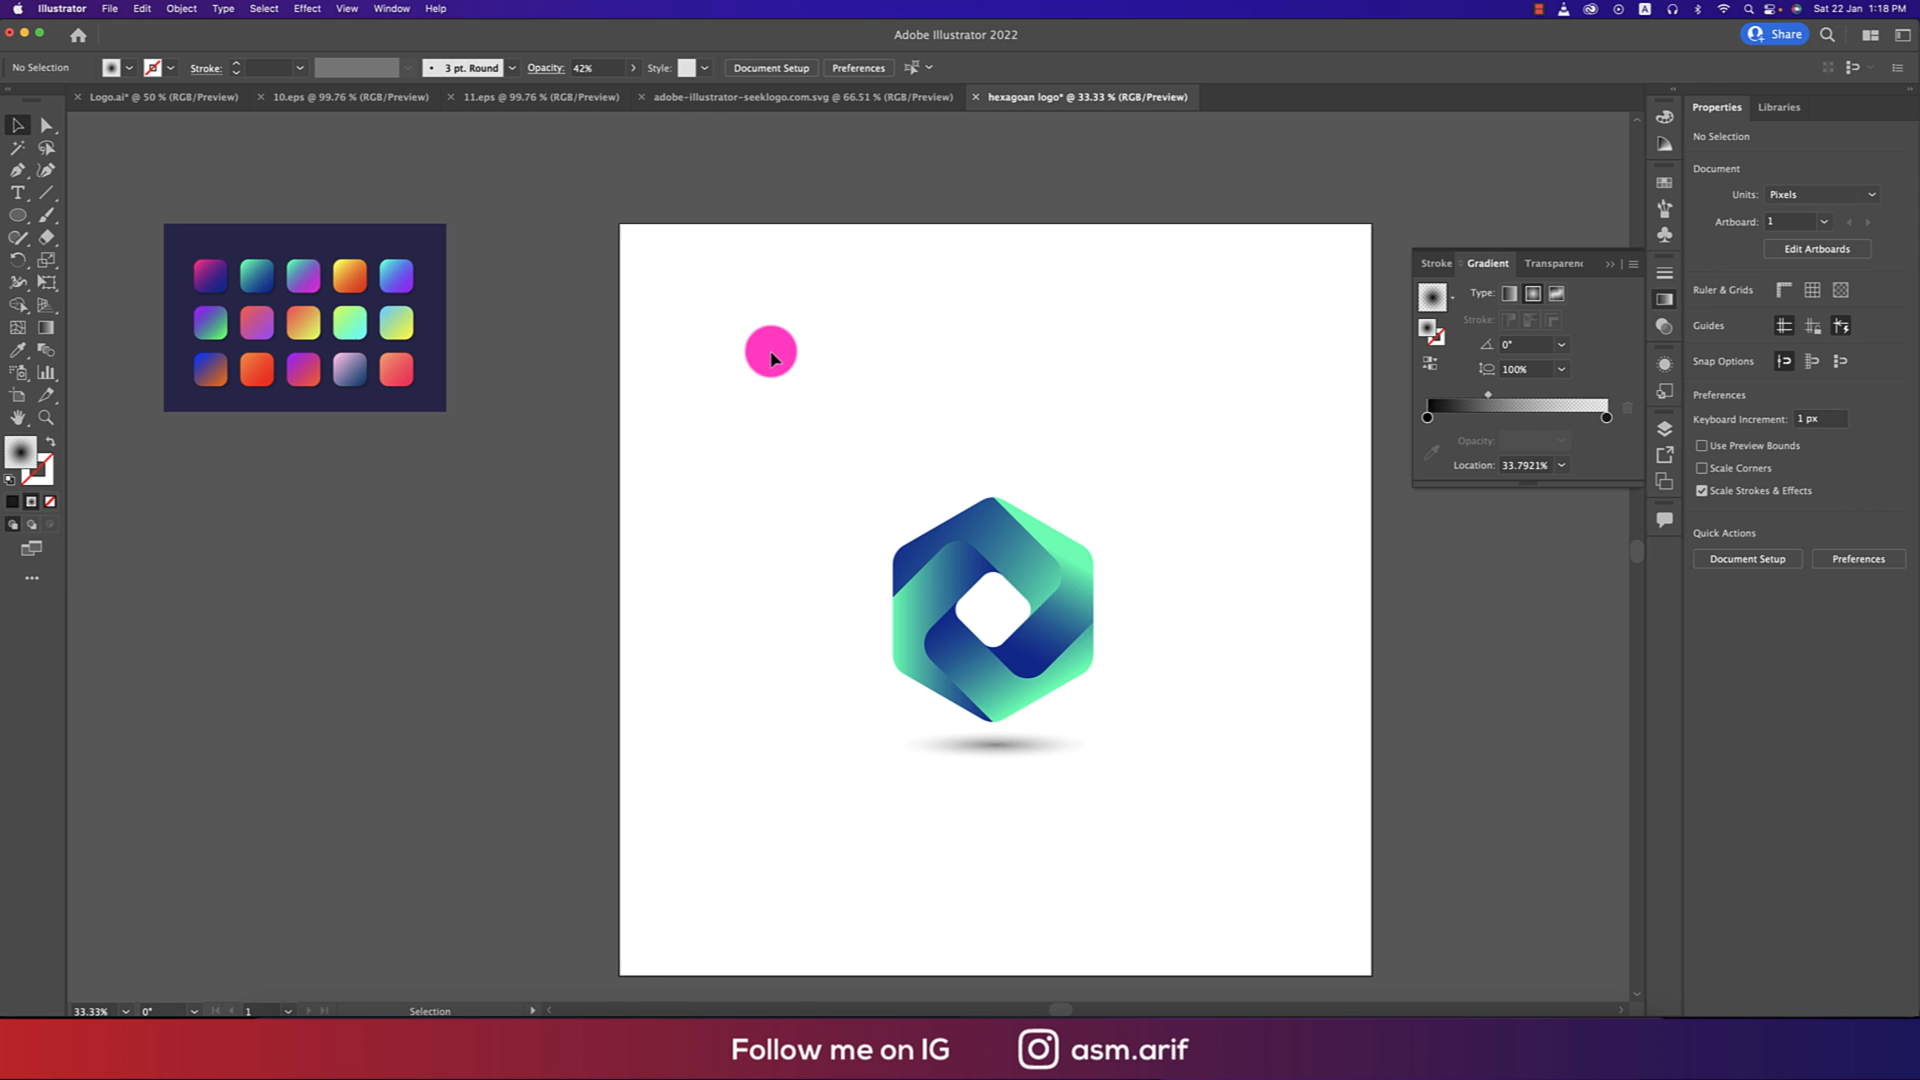 Illustrator File Edit Object Type Select Effect View Window Help
A Sat 22 Jan 1:18 PM
Adobe Illustrator 2022
Share
No Selection Stroke: 3 pt. Round Opacity: 42% Style: Document Setup Preferences
Logo.ai* @ 50 % (RGB/Preview) 10.eps @ 99.76 % (RGB/Preview) 11.eps @ 99.76 % (RGB/Preview) adobe-illustrator-seeklogo.com.svg @ 66.51 % (RGB/Preview) hexagoan logo* @ 33.33 % (RGB/Preview)
Properties Libraries
No Selection
Document
Units: Pixels
Artboard: 1
Edit Artboards
Stroke Gradient Transparenc
Type:
Stroke:
0°
100%
Opacity:
Location: 33.7921%
Ruler & Grids
Guides
Snap Options
Preferences
Keyboard Increment: 1 px
Use Preview Bounds
Scale Corners
Scale Strokes & Effects
Quick Actions
Document Setup Preferences
33.33% 0° 1 Selection
Follow me on IG asm.arif